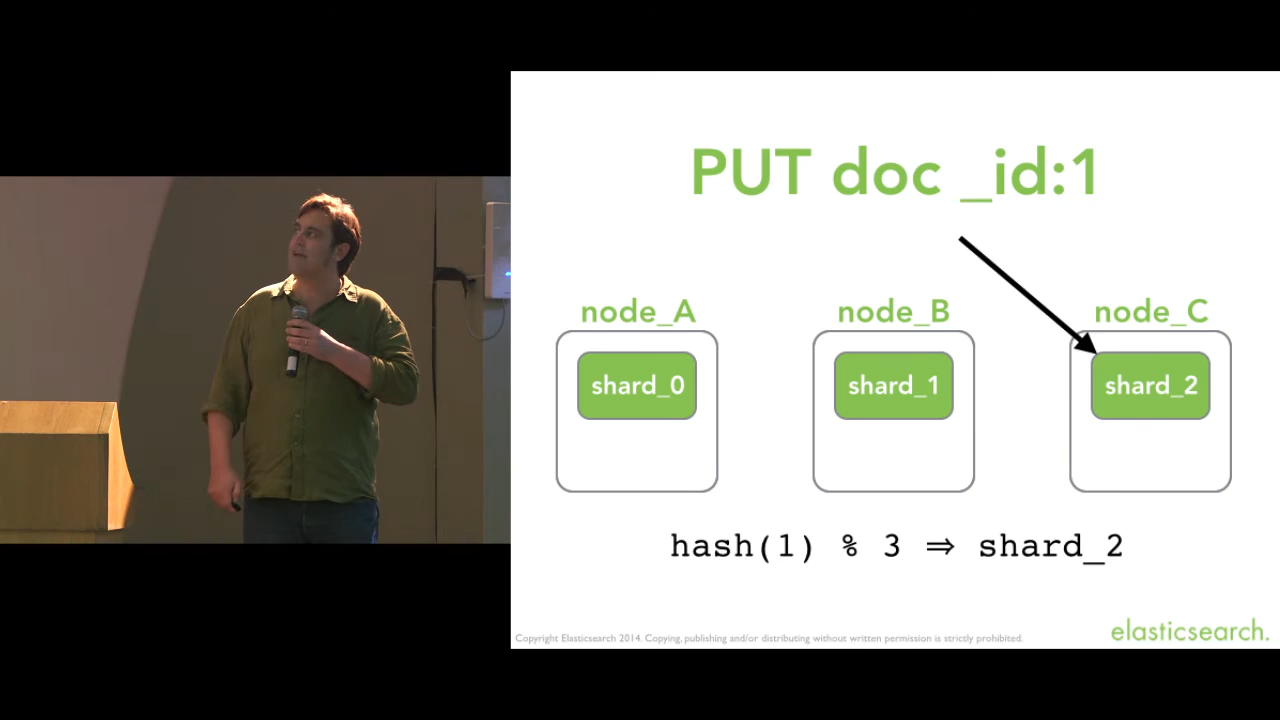 PUT doc _id:1
node_A node_B node_C
shard_0 shard_1 shard_2
hash(1) % 3 ⇒ shard_2
Copyright Elasticsearch 2014. Copying, publishing and/or distributing without written permission is strictly prohibited.
elasticsearch.